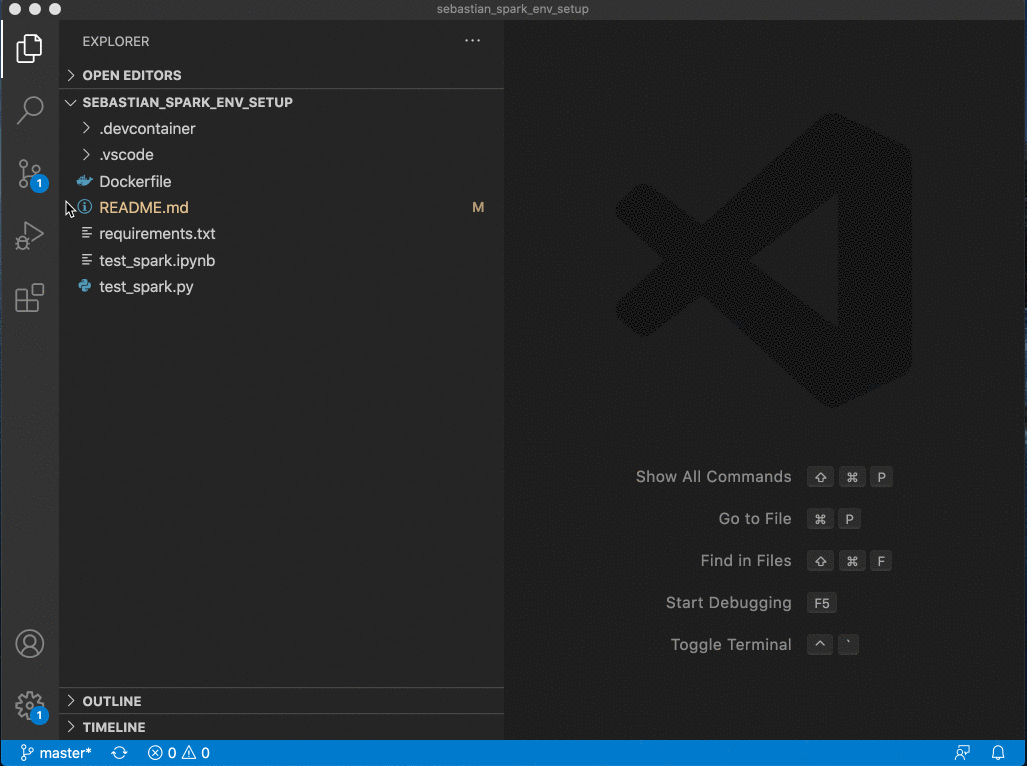 sebastian_spark_env_setup
EXPLORER ...
OPEN EDITORS
SEBASTIAN_SPARK_ENV_SETUP
.devcontainer
.vscode
1
Dockerfile
README.md M
requirements.txt
test_spark.ipynb
test_spark.py
Show All Commands ⇧ ⌘ P
Go to File ⌘ P
Find in Files ⇧ ⌘ F
Start Debugging F5
Toggle Terminal ^ `
OUTLINE
1
TIMELINE
master* 0 0